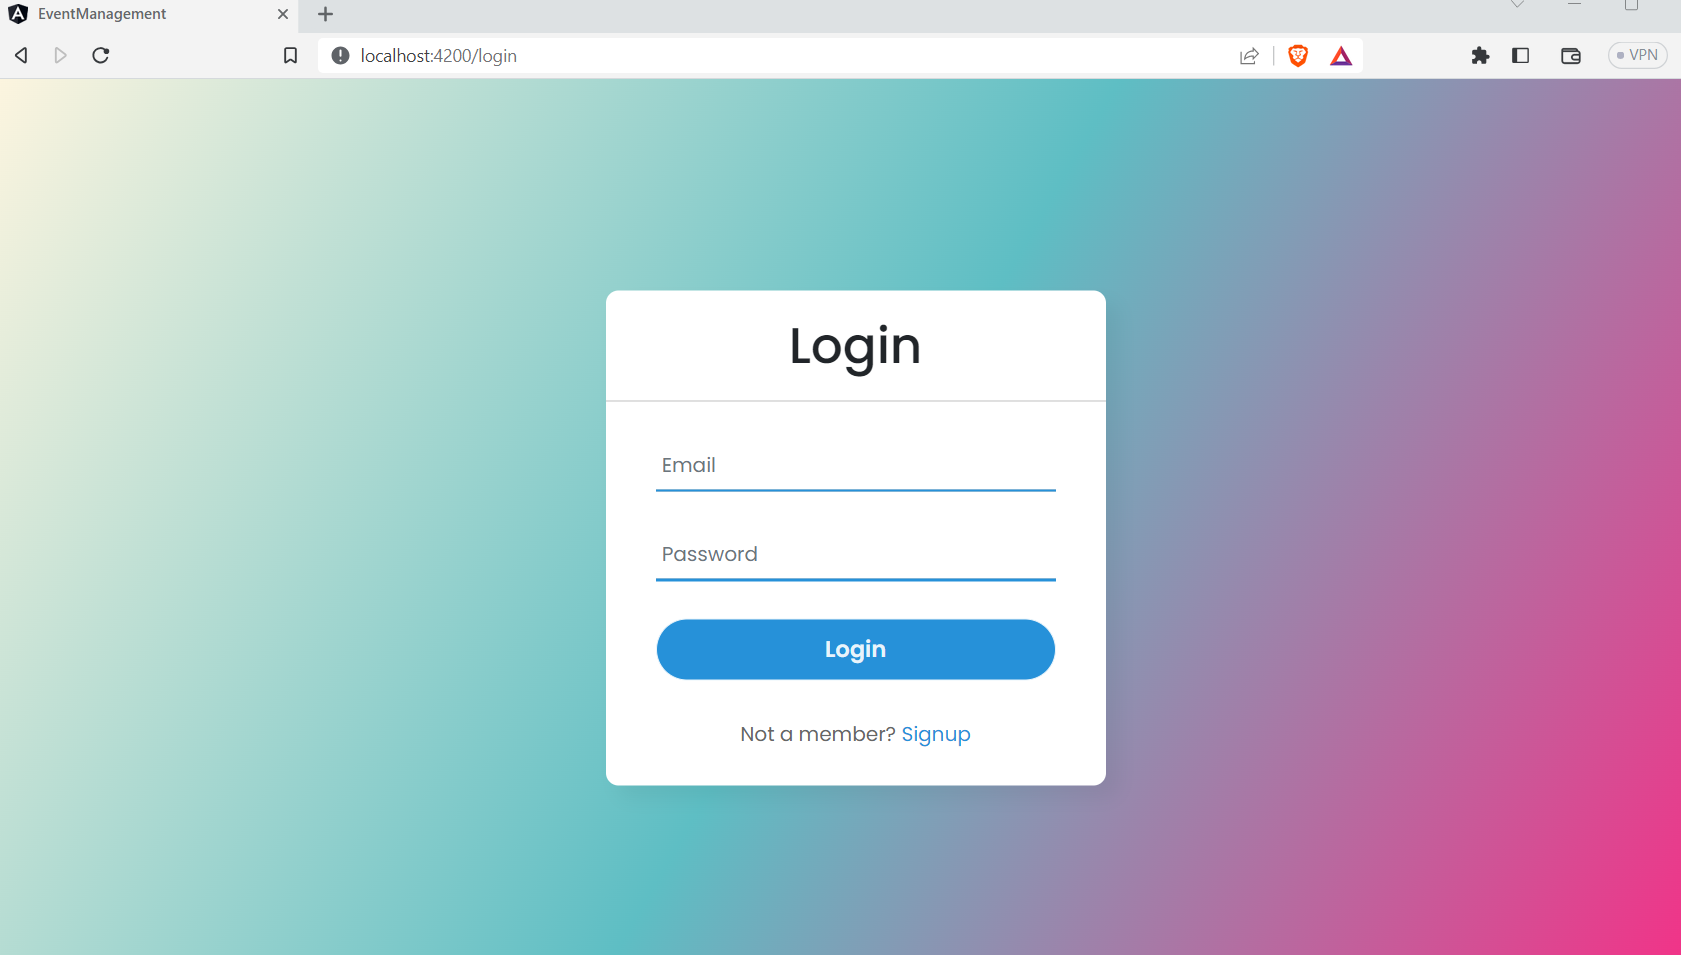 EventManagement
localhost:4200/login
VPN
Login
Email
Password
Login
Not a member? Signup